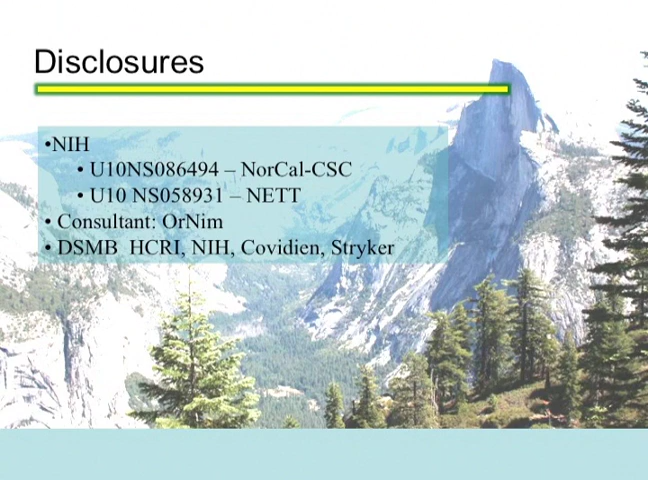 Disclosures
•NIH
• U10NS086494 – NorCal-CSC
• U10 NS058931 – NETT
• Consultant: OrNim
• DSMB  HCRI, NIH, Covidien, Stryker